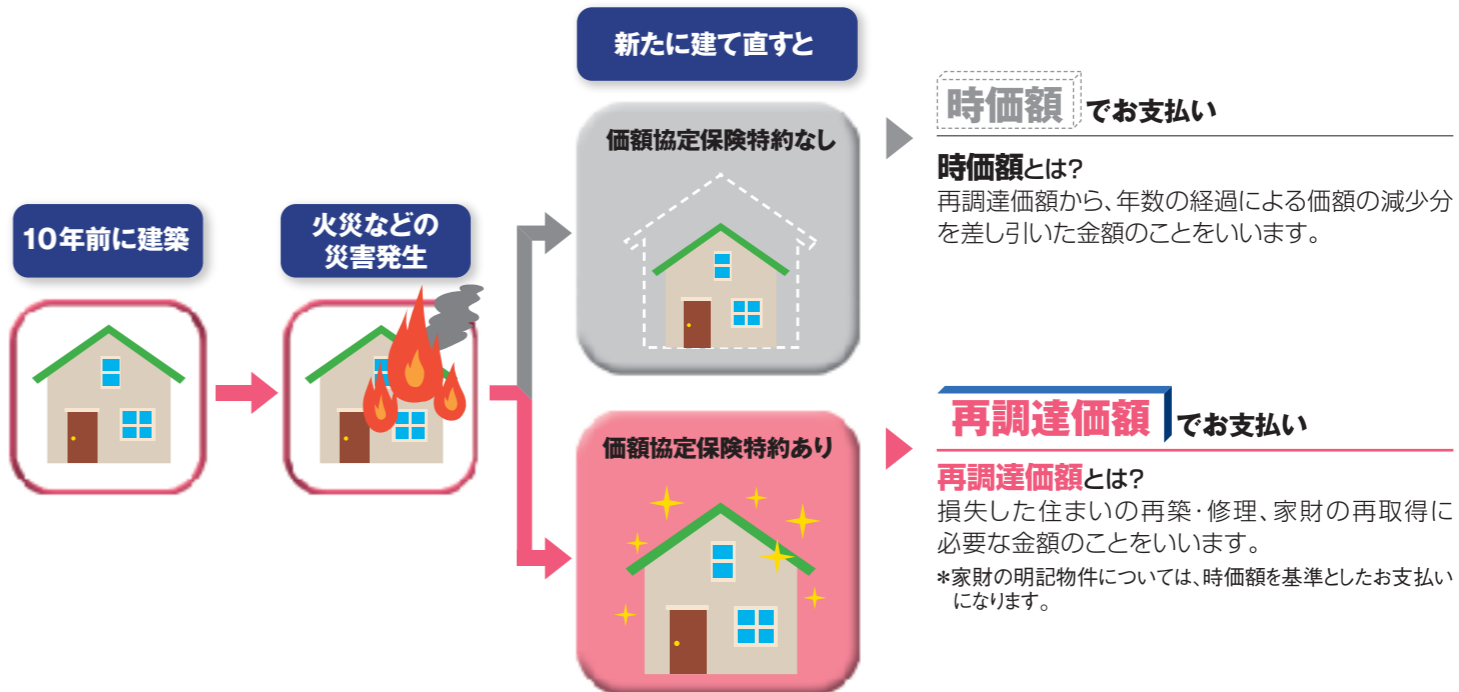 10年前に建築
火災などの
災害発生
新たに建て直すと
価額協定保険特約なし
時価額でお支払い
時価額とは?
再調達価額から、年数の経過による価額の減少分
を差し引いた金額のことをいいます。
価額協定保険特約あり
再調達価額でお支払い
再調達価額とは?
損失した住まいの再築・修理、家財の再取得に
必要な金額のことをいいます。
*家財の明記物件については、時価額を基準としたお支払い
になります。